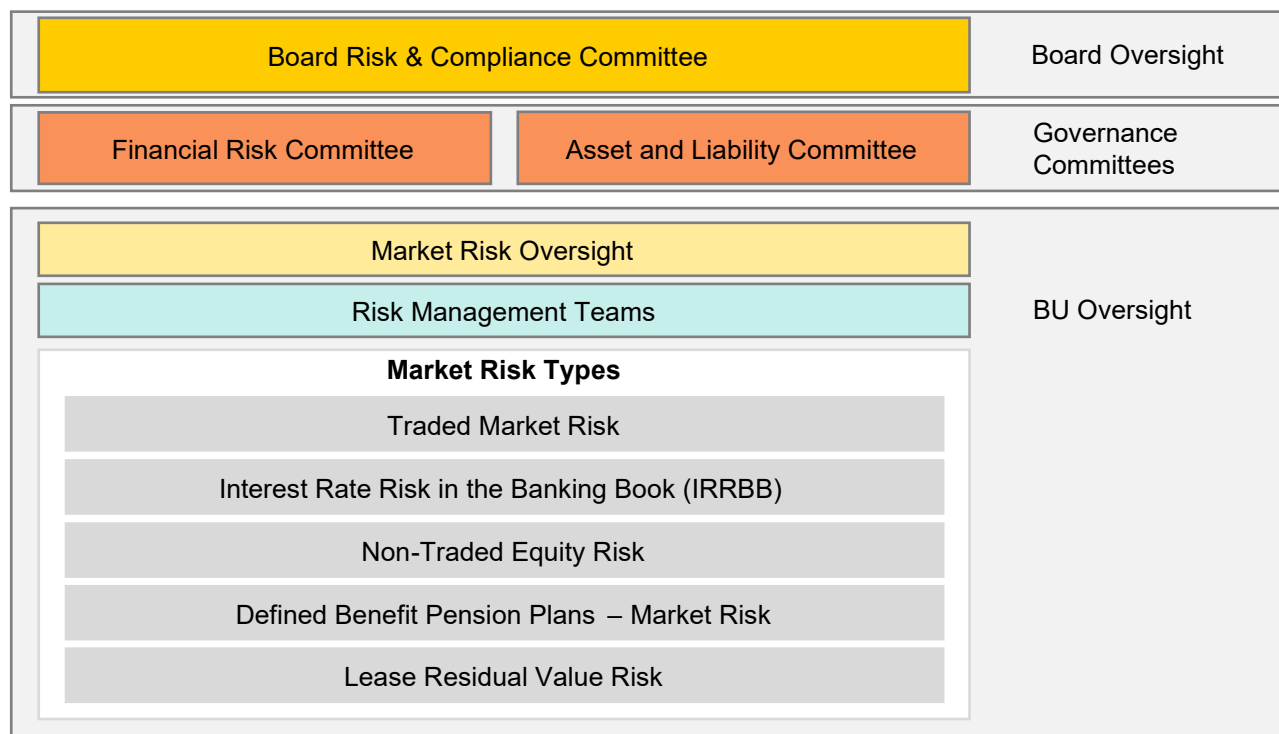 Board Risk & Compliance Committee
Board Oversight
Financial Risk Committee
Asset and Liability Committee
Governance
Committees
Market Risk Oversight
Risk Management Teams
BU Oversight
Market Risk Types
Traded Market Risk
Interest Rate Risk in the Banking Book (IRRBB)
Non-Traded Equity Risk
Defined Benefit Pension Plans – Market Risk
Lease Residual Value Risk